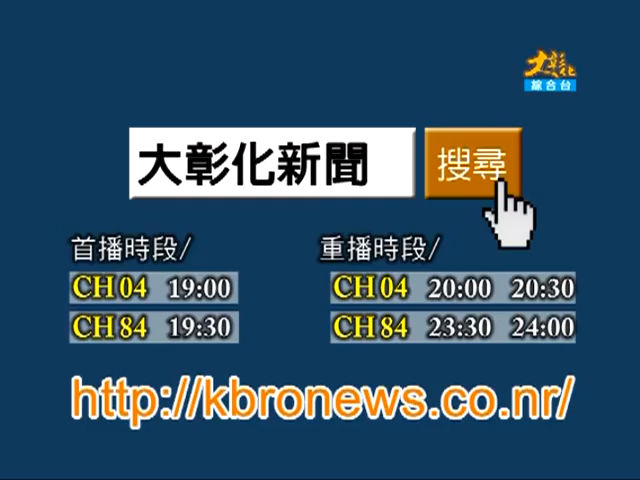 大彰化
綜合台
大彰化新聞 搜尋
首播時段/ 重播時段/
CH04 19:00 CH04 20:00 20:30
CH84 19:30 CH84 23:30 24:00
http://kbronews.co.nr/